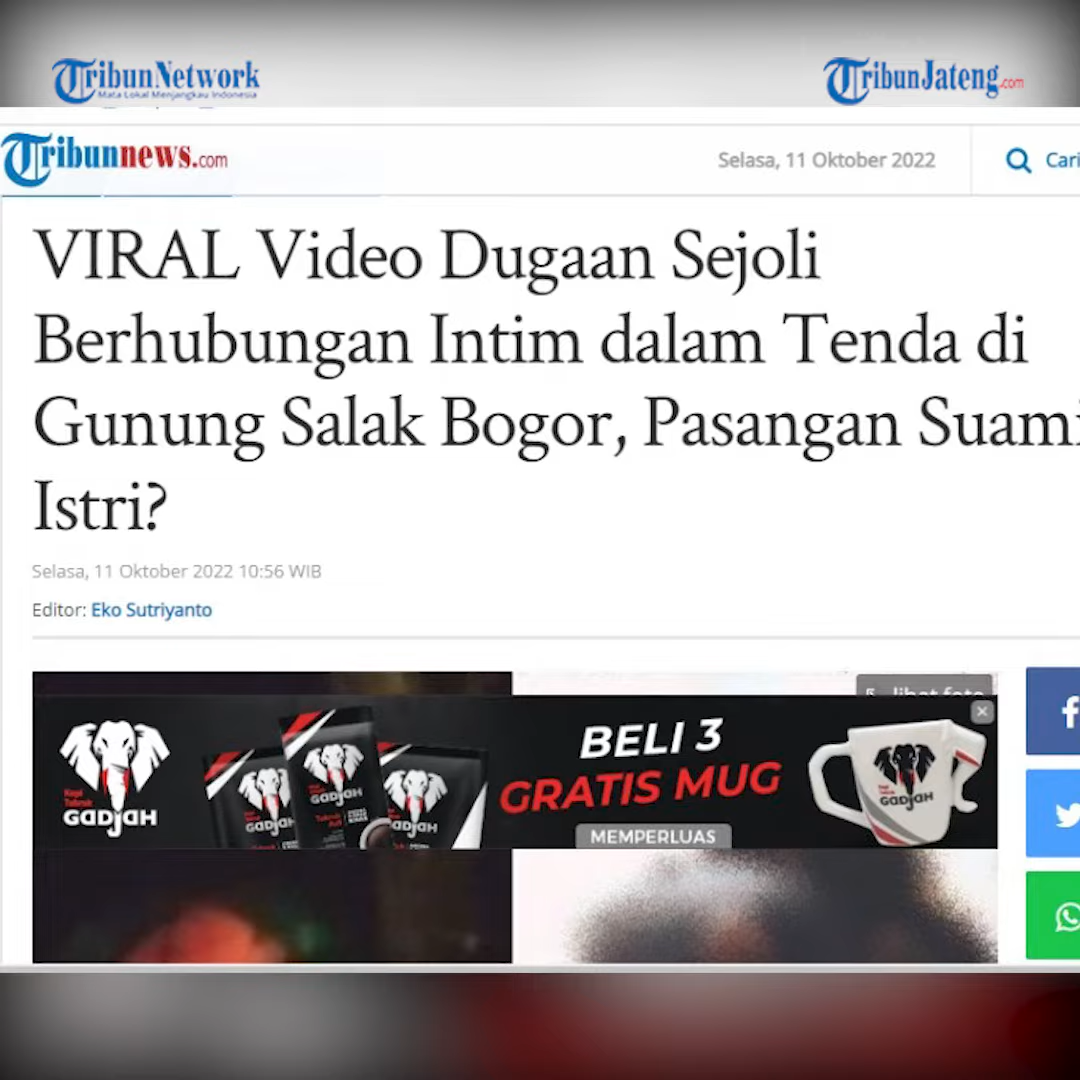 TribunNetwork
Mata Lokal Menjangkau Indonesia
TribunJateng.com
Tribunnews.com
Selasa, 11 Oktober 2022
Cari
VIRAL Video Dugaan Sejoli
Berhubungan Intim dalam Tenda di
Gunung Salak Bogor, Pasangan Suami
Istri?
Selasa, 11 Oktober 2022 10:56 WIB
Editor: Eko Sutriyanto
lihat foto
Kopi
Tubruk
GADJAH
GADJAH
GADJAH
GADJAH
BELI 3
GRATIS MUG
MEMPERLUAS
GADJAH